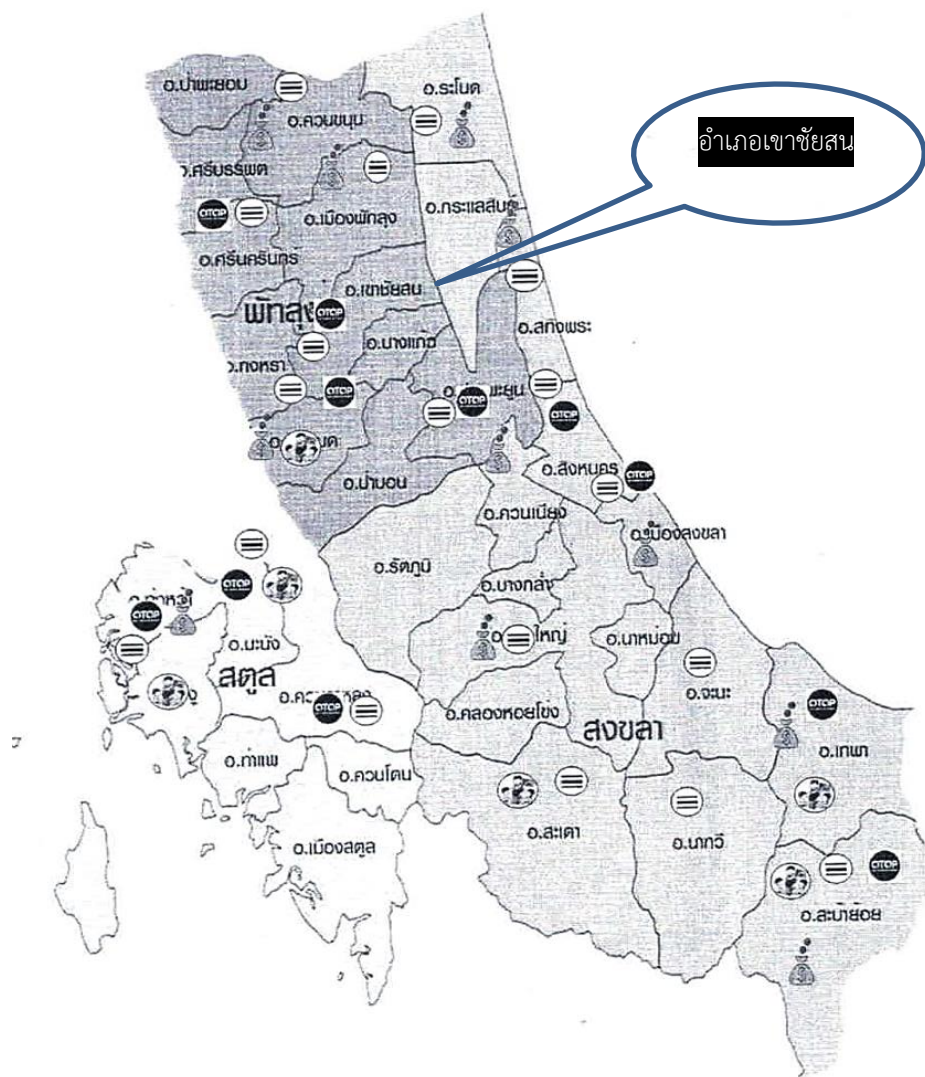 อ.ป่าพะยอม
อ.ระโนด
อ.ควนขนุน
อำเภอเขาชัยสน
อ.ศรีบรรพต
อ.กระแสสินธุ์
อ.เมืองพัทลุง
OTOP
อ.ศรีนครินทร์
อ.เขาชัยสน
พัทลุง
OTOP
อ.สทิงพระ
อ.บางแก้ว
อ.กงหรา
OTOP
OTOP
OTOP
อ.สิงหนคร
OTOP
อ.ป่าบอน
อ.ควนเนียง
อ.เมืองสงขลา
อ.รัตภูมิ
อ.บางกล่ำ
OTOP
OTOP
อ.มะนัง
อ.นาหม่อม
สตูล
อ.จะนะ
OTOP
อ.คลองหอยโข่ง
สงขลา
OTOP
อ.เทพา
อ.ท่าแพ
อ.ควนโดน
อ.สะเดา
อ.นาทวี
อ.เมืองสตูล
OTOP
อ.สะบ้าย้อย